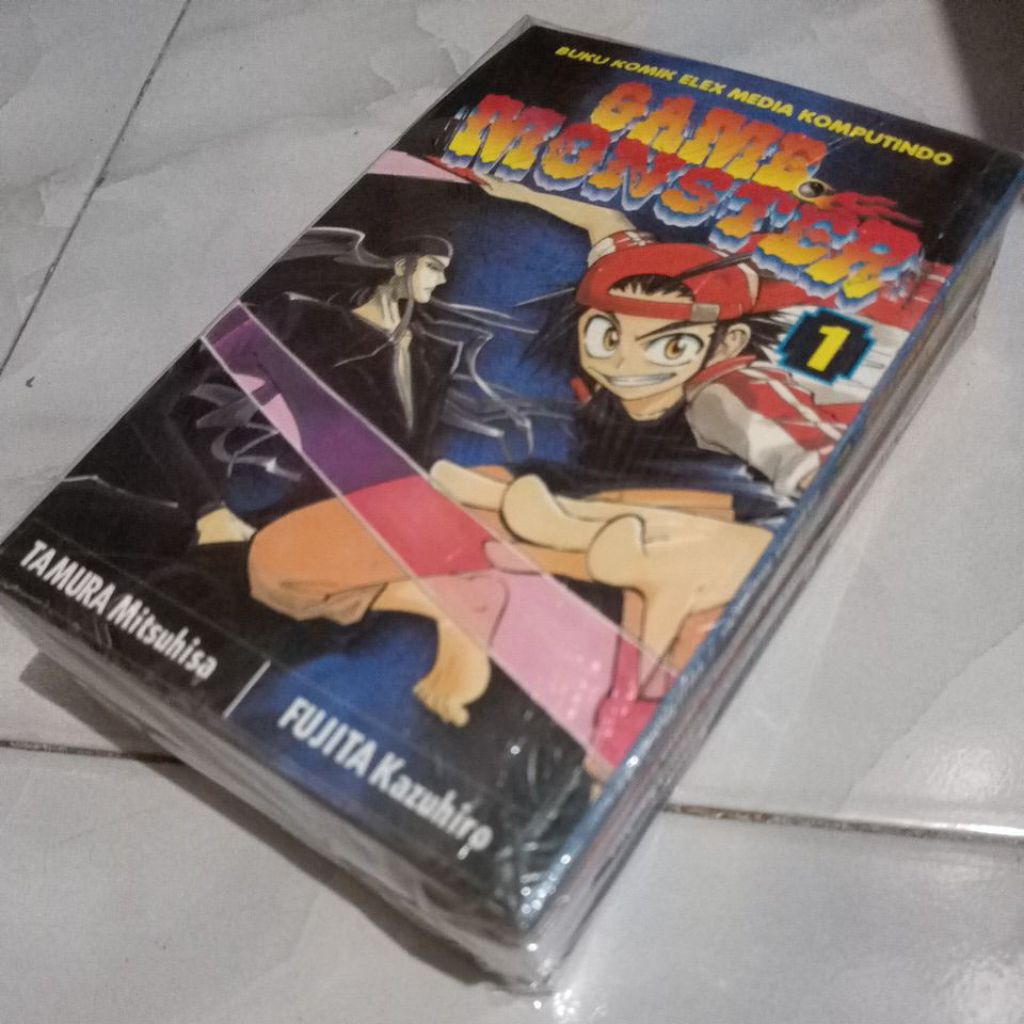 BUKU KOMIK ELEX MEDIA KOMPUTINDO
GAME
MONSTER
1
TAMURA Mitsuhisa
FUJITA Kazuhiro